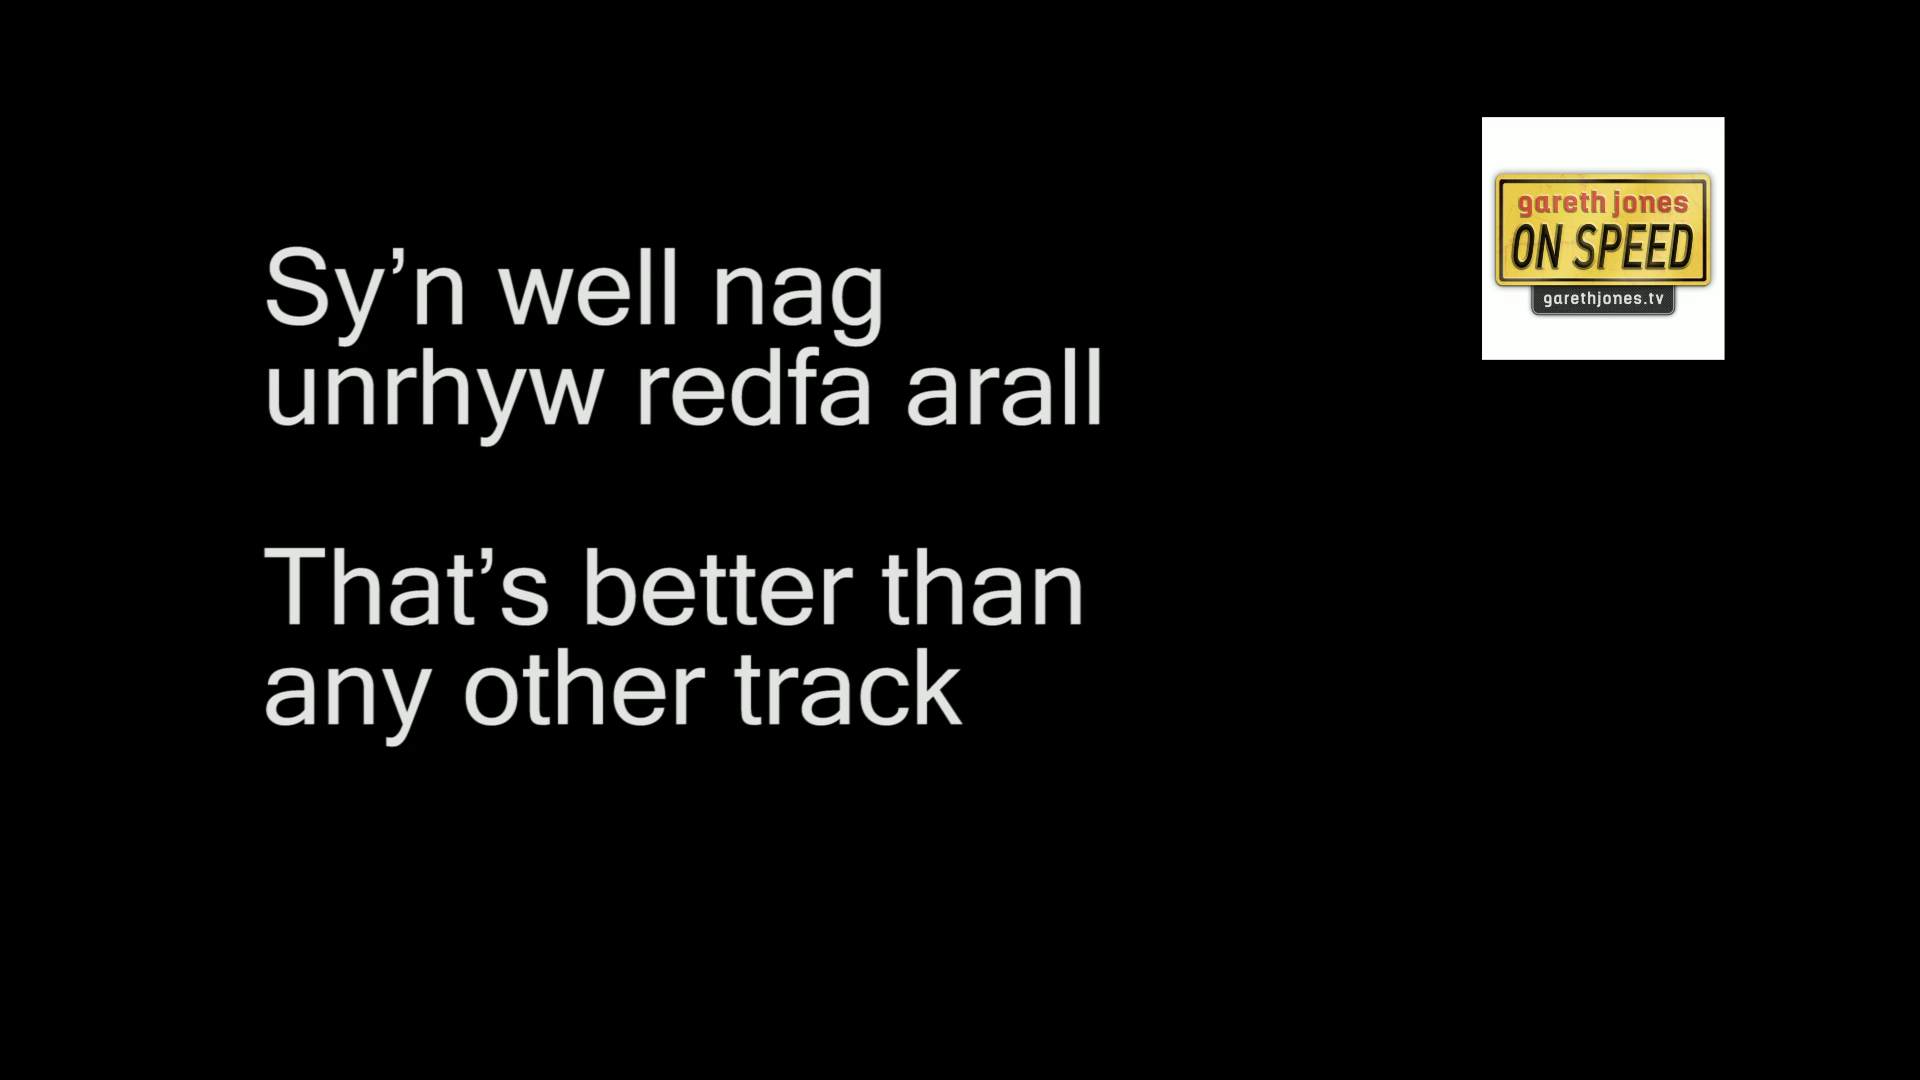 Sy’n well nag
unrhyw redfa arall
That’s better than
any other track
gareth jones
ON SPEED
garethjones.tv